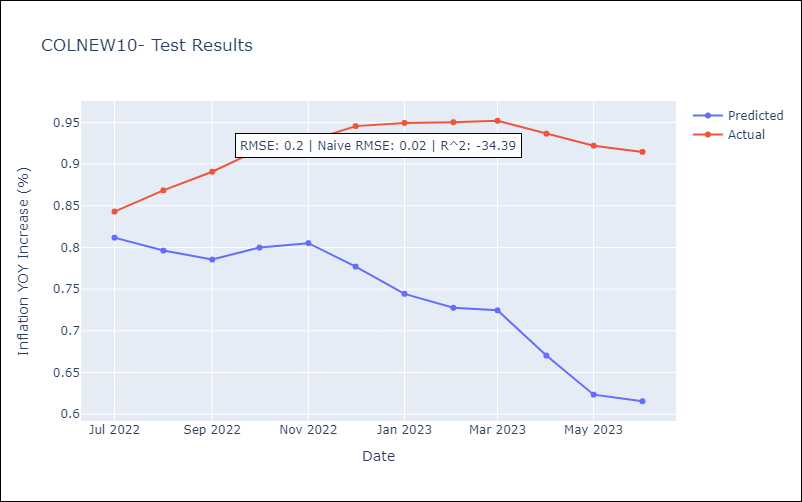 COLNEW10- Test Results
Predicted
Actual
RMSE: 0.2 | Naive RMSE: 0.02 | R^2: -34.39
Inflation YOY Increase (%)
0.95
0.9
0.85
0.8
0.75
0.7
0.65
0.6
Jul 2022
Sep 2022
Nov 2022
Jan 2023
Mar 2023
May 2023
Date